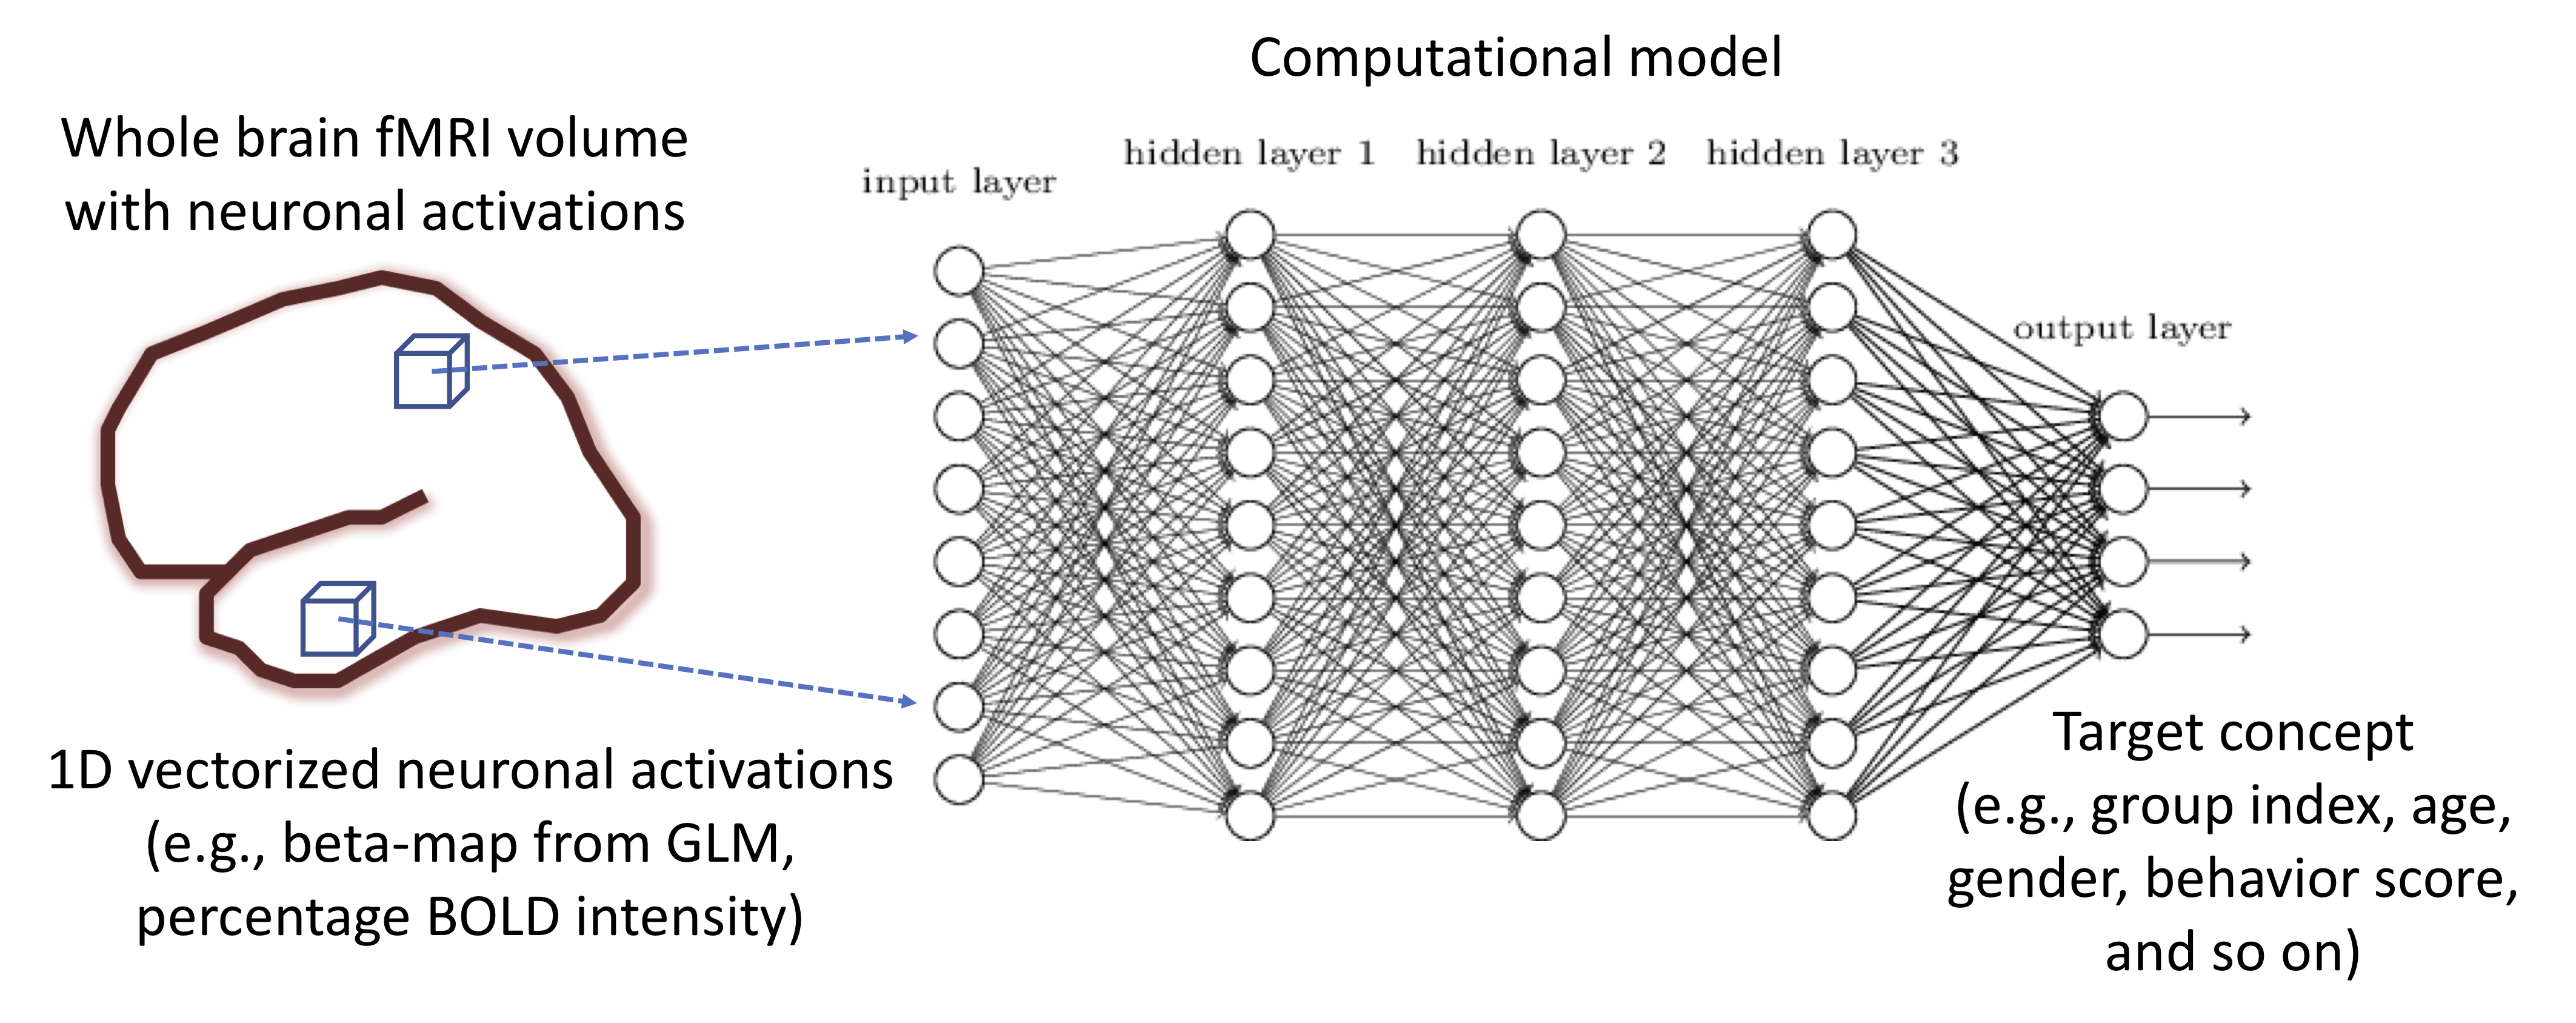 Computational model
Whole brain fMRI volume
with neuronal activations
input layer
hidden layer 1
hidden layer 2
hidden layer 3
output layer
1D vectorized neuronal activations
(e.g., beta-map from GLM,
percentage BOLD intensity)
Target concept
(e.g., group index, age,
gender, behavior score,
and so on)